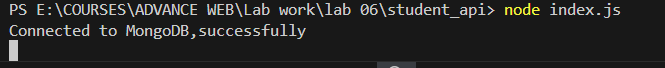 PS E:\COURSES\ADVANCE WEB\Lab work\lab 06\student_api> node index.js
Connected to MongoDB,successfully